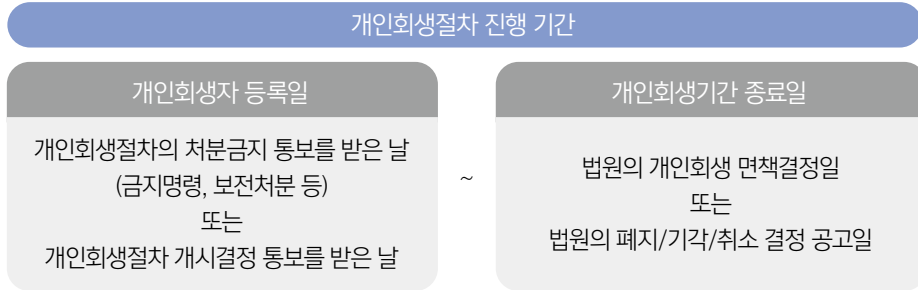 개인회생절차 진행 기간
개인회생자 등록일
개인회생절차의 처분금지 통보를 받은 날
(금지명령, 보전처분 등)
또는
개인회생절차 개시결정 통보를 받은 날
~
개인회생기간 종료일
법원의 개인회생 면책결정일
또는
법원의 폐지/기각/취소 결정 공고일